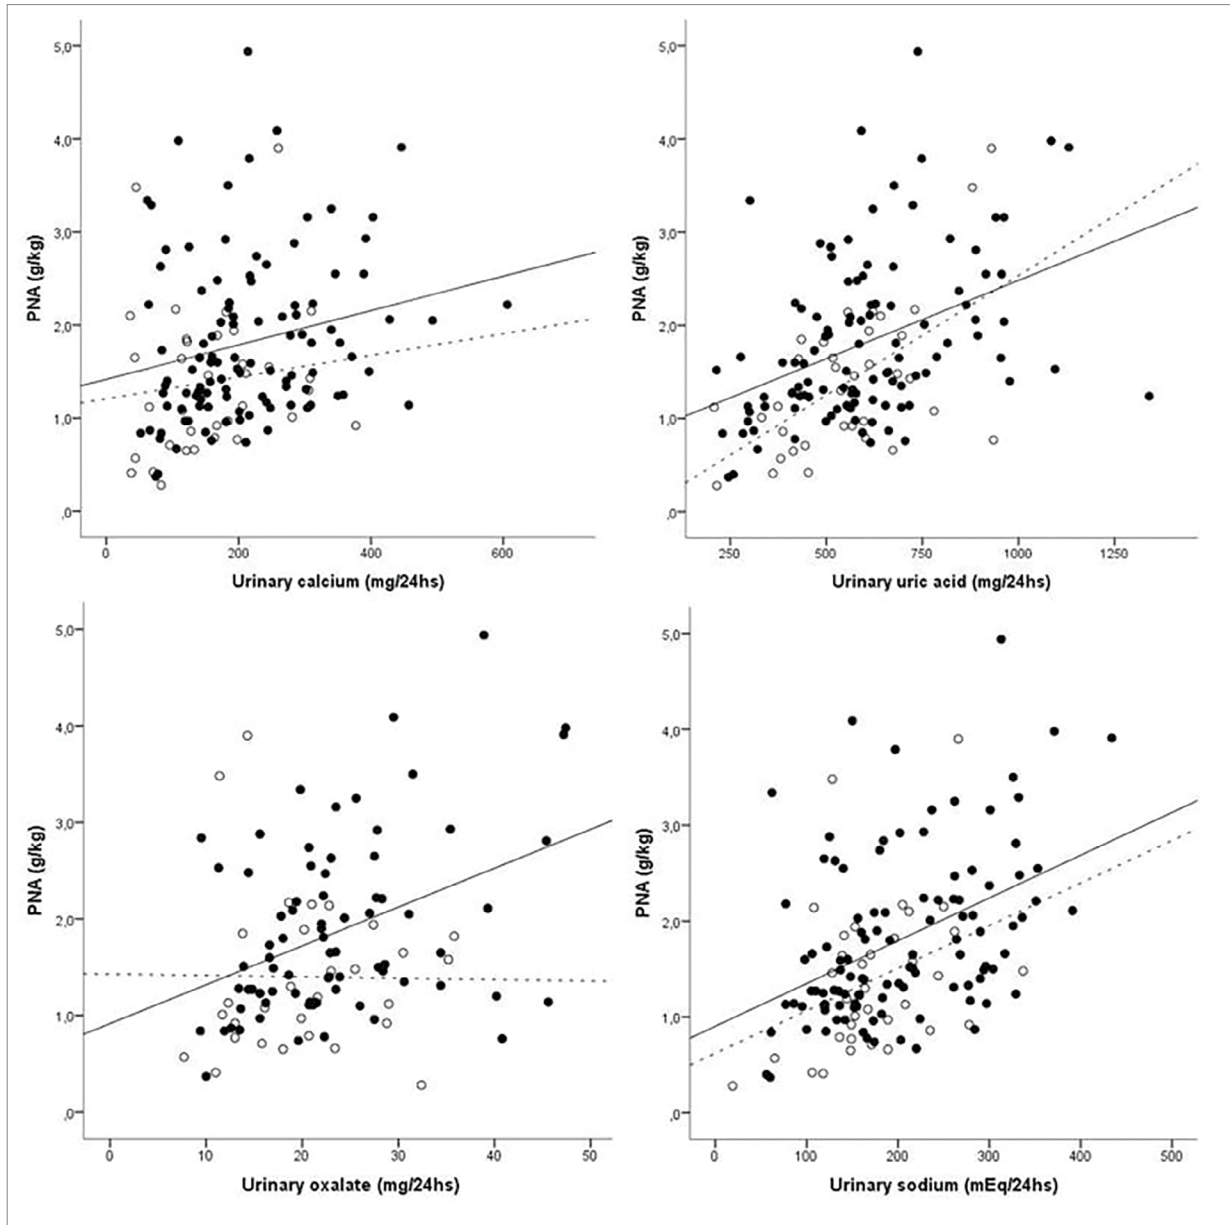 5,0
4,0
3,0
2,0
1,0
,0
PNA (g/kg)
0 200 400 600
Urinary calcium (mg/24hs)
5,0
4,0
3,0
2,0
1,0
,0
PNA (g/kg)
250 500 750 1000 1250
Urinary uric acid (mg/24hs)
5,0
4,0
3,0
2,0
1,0
,0
PNA (g/kg)
0 10 20 30 40 50
Urinary oxalate (mg/24hs)
5,0
4,0
3,0
2,0
1,0
,0
PNA (g/kg)
0 100 200 300 400 500
Urinary sodium (mEq/24hs)